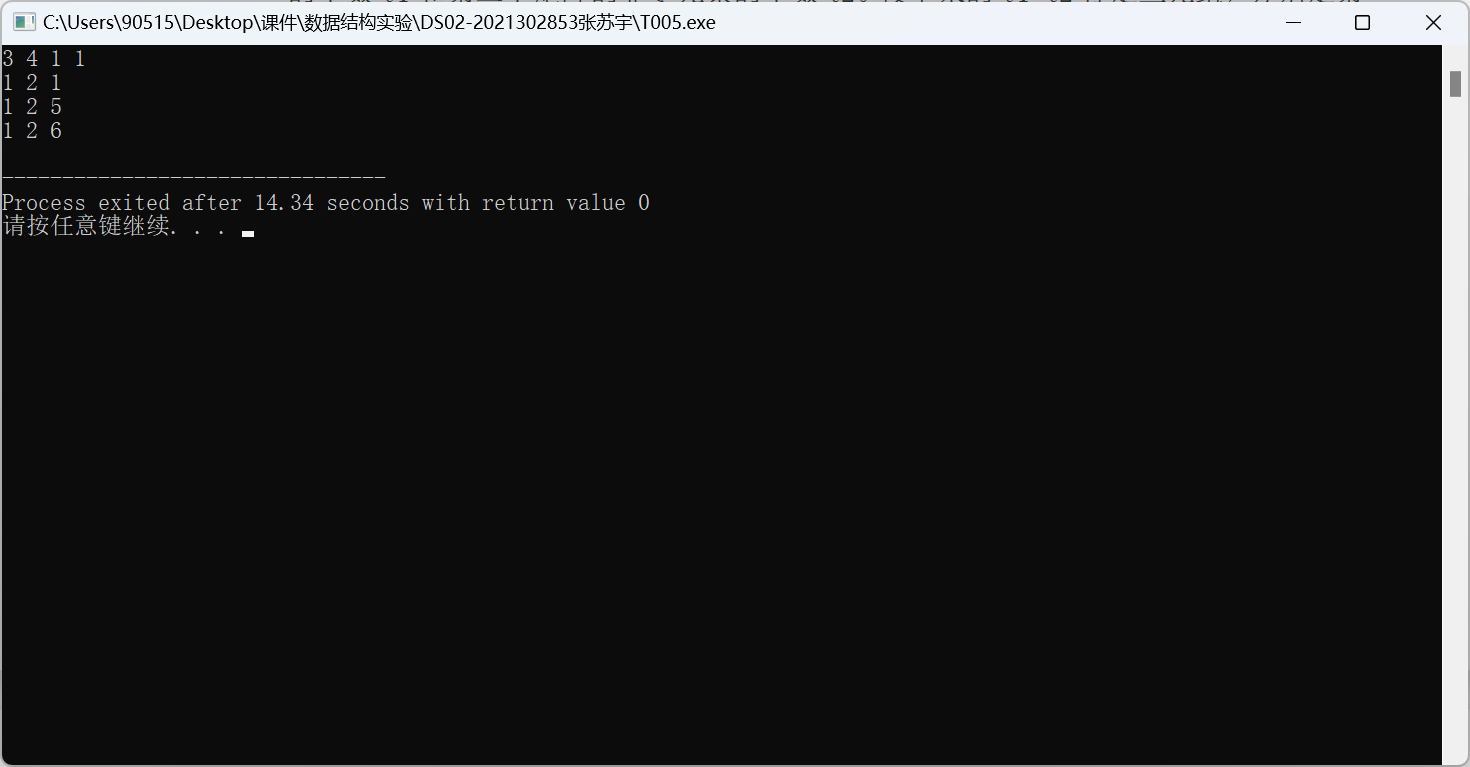 C:\Users\90515\Desktop\课件\数据结构实验\DS02-2021302853张苏宇\T005.exe
3 4 1 1
1 2 1
1 2 5
1 2 6
--------------------------------
Process exited after 14.34 seconds with return value 0
请按任意键继续. . .